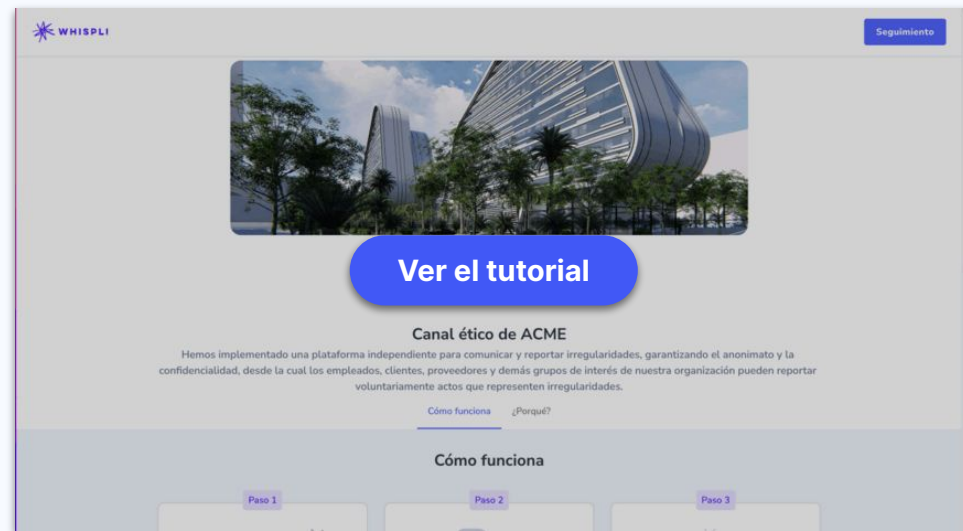 WHISPLI
Seguimiento
Ver el tutorial
Canal ético de ACME
Hemos implementado una plataforma independiente para comunicar y reportar irregularidades, garantizando el anonimato y la
confidencialidad, desde la cual los empleados, clientes, proveedores y demás grupos de interés de nuestra organización pueden reportar
voluntariamente actos que representen irregularidades.
Cómo funciona ¿Porqué?
Cómo funciona
Paso 1 Paso 2 Paso 3